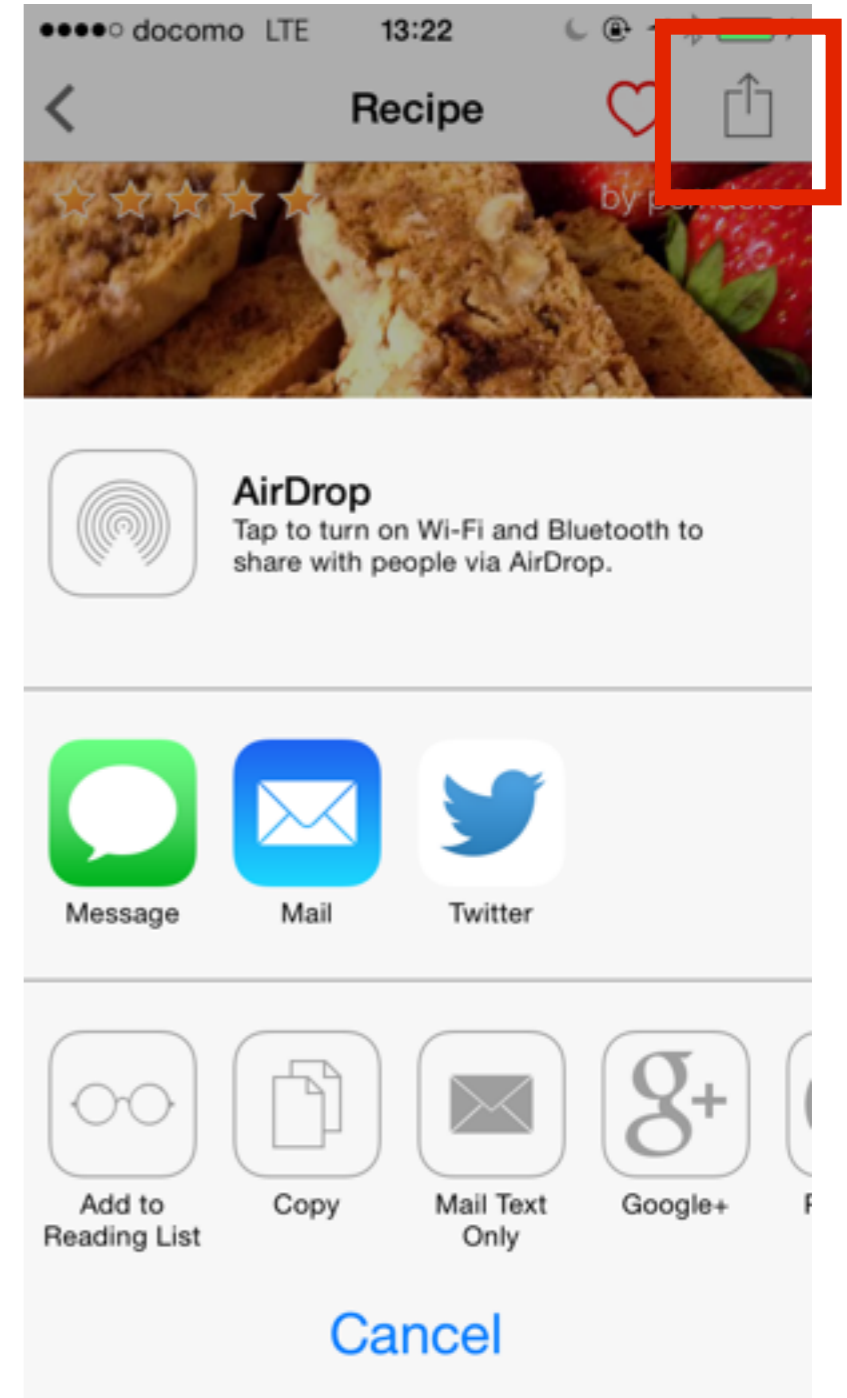 docomo LTE 13:22
Recipe
by
AirDrop
Tap to turn on Wi-Fi and Bluetooth to
share with people via AirDrop.
Message Mail Twitter
g+
Add to Copy Mail Text Google+
Reading List Only
Cancel